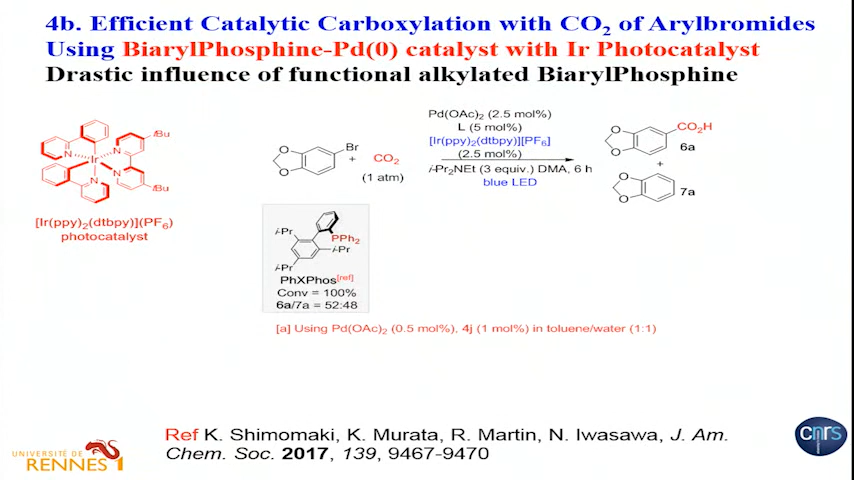 4b. Efficient Catalytic Carboxylation with CO2 of Arylbromides
Using BiarylPhosphine-Pd(0) catalyst with Ir Photocatalyst
Drastic influence of functional alkylated BiarylPhosphine
tBu
N
N
Ir
N
N
tBu
[Ir(ppy)2(dtbpy)](PF6)
photocatalyst
O
O
Br
+
CO2
(1 atm)
Pd(OAc)2 (2.5 mol%)
L (5 mol%)
[Ir(ppy)2(dtbpy)][PF6]
(2.5 mol%)
i-Pr2NEt (3 equiv.) DMA, 6 h
blue LED
O
O
CO2H
6a
+
O
O
7a
i-Pr
PPh2
i-Pr
i-Pr
PhXPhos[ref]
Conv = 100%
6a/7a = 52:48
[a] Using Pd(OAc)2 (0.5 mol%), 4j (1 mol%) in toluene/water (1:1)
Ref K. Shimomaki, K. Murata, R. Martin, N. Iwasawa, J. Am.
Chem. Soc. 2017, 139, 9467-9470
UNIVERSITÉ DE
RENNES 1
cnrs